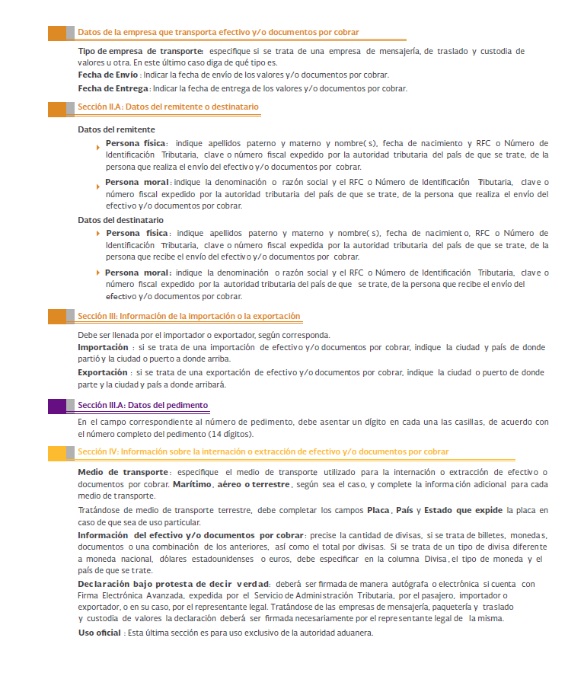 Datos de la empresa que transporta efectivo y/o documentos por cobrar
Tipo de empresa de transporte: especifique si se trata de una empresa de mensajería, de traslado y custodia de
valores u otra. En este último caso diga de qué tipo es.
Fecha de Envío : Indicar la fecha de envío de los valores y/o documentos por cobrar.
Fecha de Entrega : Indicar la fecha de entrega de los valores y/o documentos por cobrar.
Sección II.A: Datos del remitente o destinatario
Datos del remitente
Persona física: indique apellidos paterno y materno y nombre( s), fecha de nacimiento y RFC o Número de
Identificación Tributaria, clave o número fiscal expedido por la autoridad tributaria del país de que se trate, de la
persona que realiza el envío del efectivo y/o documentos por cobrar.
Persona moral : indique la denominación o razón social y el RFC o Número de Identificación Tributaria, clave o
número fiscal expedido por la autoridad tributaria del país de que se trate, de la persona que realiza el envío del
efectivo y/o documentos por cobrar.
Datos del destinatario
Persona física : indique apellidos paterno y materno y nombre( s), fecha de nacimient o, RFC o Número de
Identificación Tributaria, clave o número fiscal expedida por la autoridad tributaria del país de que se trate, de la
persona que recibe el envío del efectivo y/o documentos por cobrar.
Persona moral : indique la denominación o razón social y el RFC o Número de Identificación Tributaria, clave o
número fiscal expedido por la autoridad tributaria del país de que se trate, de la persona que recibe el envío del
efectivo y/o documentos por cobrar.
Sección III: Información de la importación o la exportación
Debe ser llenada por el importador o exportador, según corresponda.
Importación : si se trata de una importación de efectivo y/o documentos por cobrar, indique la ciudad y país de donde
partió y la ciudad o puerto a donde arriba.
Exportación : si se trata de una exportación de efectivo y/o documentos por cobrar, indique la ciudad o puerto de donde
parte y la ciudad y país a donde arribará.
Sección III.A: Datos del pedimento
En el campo correspondiente al número de pedimento, debe asentar un dígito en cada una las casillas, de acuerdo con
el número completo del pedimento (14 dígitos).
Sección IV: Información sobre la internación o extracción de efectivo y/o documentos por cobrar
Medio de transporte : especifique el medio de transporte utilizado para la internación o extracción de efectivo o
documentos por cobrar. Marítimo, aéreo o terrestre, según sea el caso, y complete la información adicional para cada
medio de transporte.
Tratándose de medio de transporte terrestre, debe completar los campos Placa, País y Estado que expide la placa en
caso de que sea de uso particular.
Información del efectivo y/o documentos por cobrar : precise la cantidad de divisas, si se trata de billetes, monedas,
documentos o una combinación de los anteriores, así como el total por divisas. Si se trata de un tipo de divisa diferente
a moneda nacional, dólares estadounidenses o euros, debe especificar en la columna Divisa, el tipo de moneda y el
país de que se trate.
Declaración bajo protesta de decir verdad: deberá ser firmada de manera autógrafa o electrónica si cuenta con
Firma Electrónica Avanzada, expedida por el Servicio de Administración Tributaria, por el pasajero, importador o
exportador, o en su caso, por el representante legal. Tratándose de las empresas de mensajería, paquetería y traslado
y custodia de valores la declaración deberá ser firmada necesariamente por el representante legal de la misma.
Uso oficial : Esta última sección es para uso exclusivo de la autoridad aduanera.